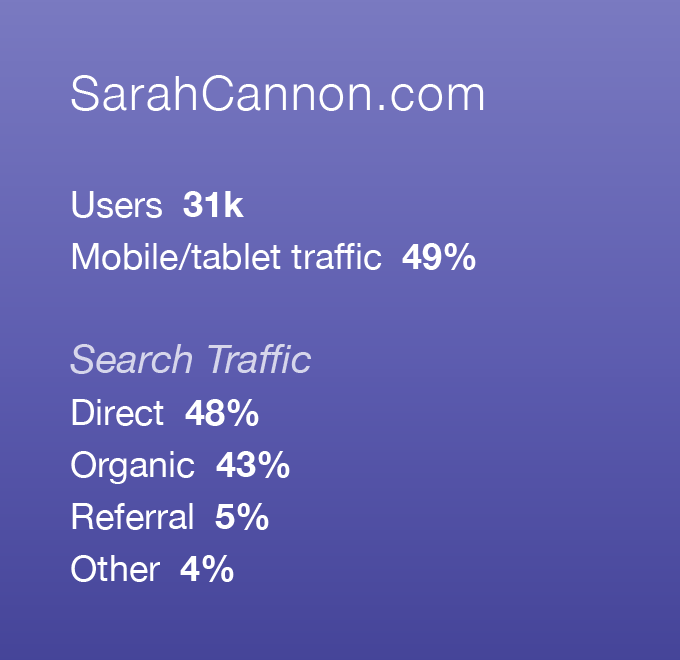 SarahCannon.com
Users 31k
Mobile/tablet traffic 49%
Search Traffic
Direct 48%
Organic 43%
Referral 5%
Other 4%